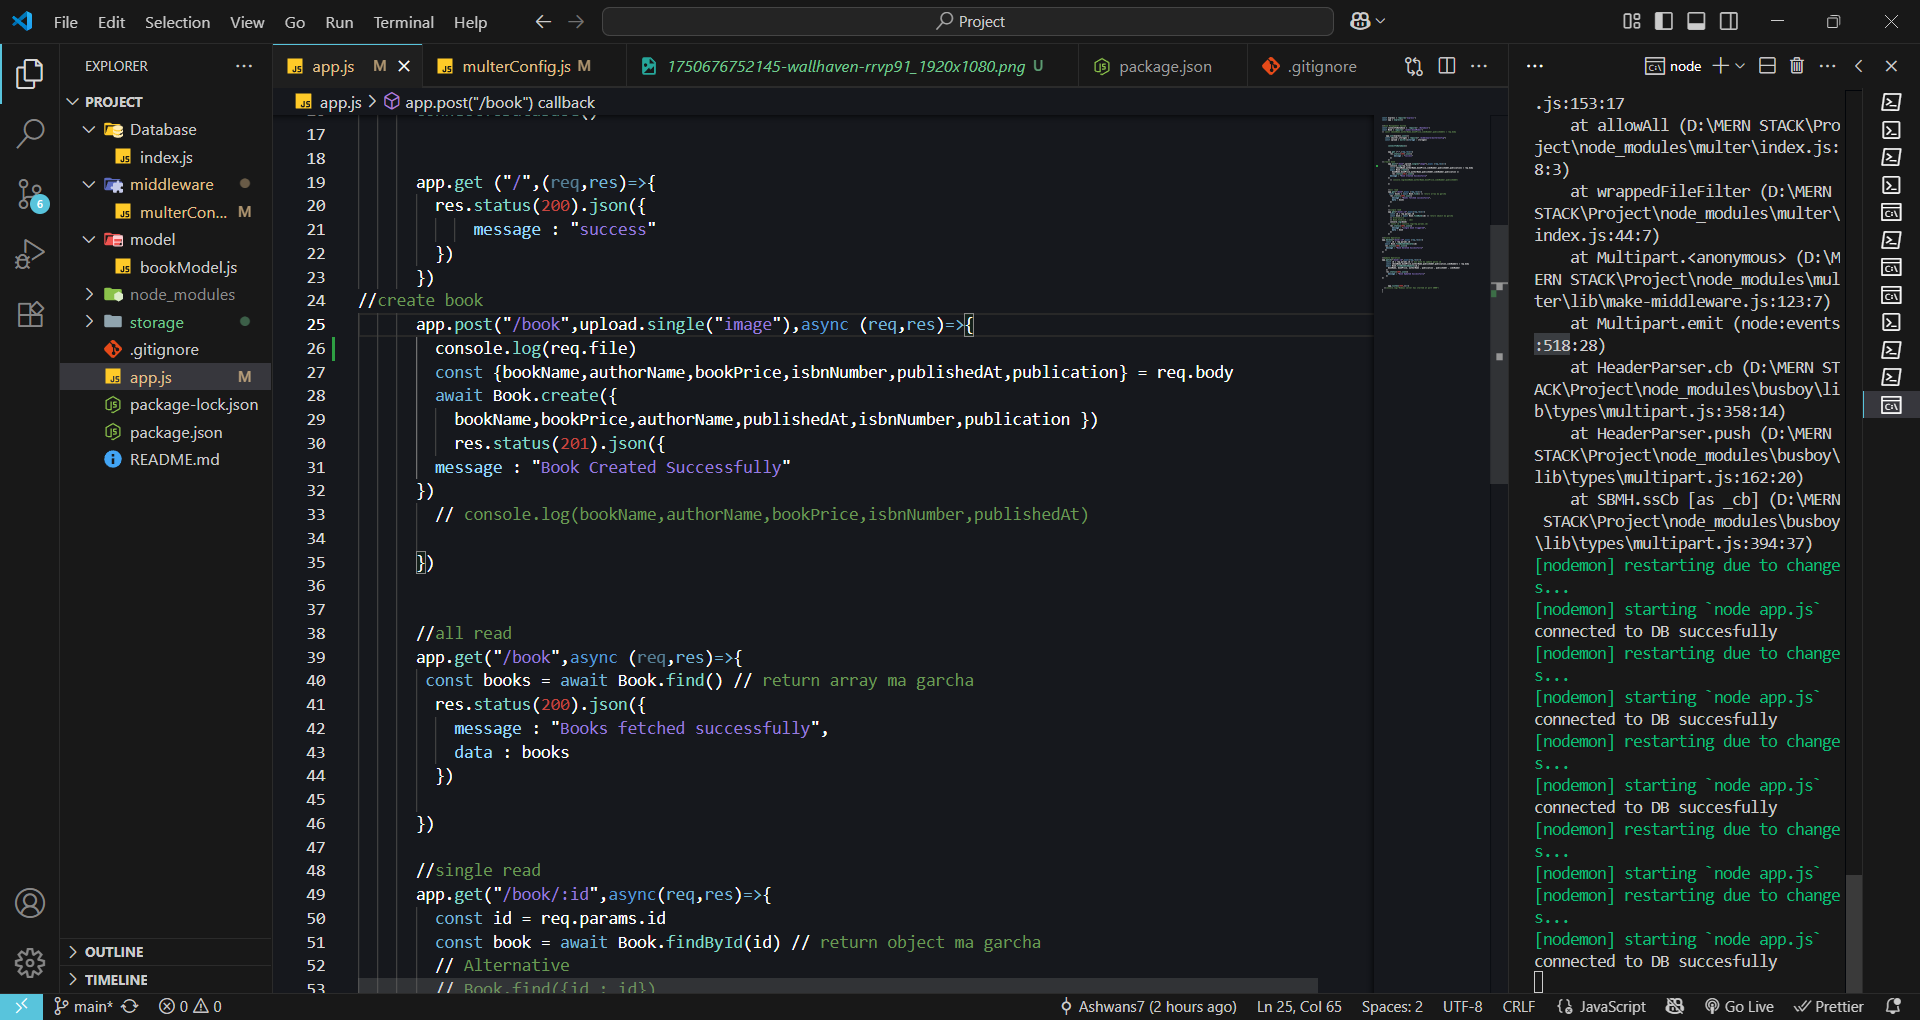 File Edit Selection View Go Run Terminal Help
Project
EXPLORER
PROJECT
Database
index.js
middleware
multerCon... M
model
bookModel.js
node_modules
storage
.gitignore
app.js M
package-lock.json
package.json
README.md
OUTLINE
TIMELINE
app.js M
multerConfig.js M
1750676752145-wallhaven-rrvp91_1920x1080.png U
package.json
.gitignore
app.js > app.post("/book") callback
17
18
19 app.get ("/",(req,res)=>{
20 res.status(200).json({
21 message : "success"
22 })
23 })
24 //create book
25 app.post("/book",upload.single("image"),async (req,res)=>{
26 console.log(req.file)
27 const {bookName,authorName,bookPrice,isbnNumber,publishedAt,publication} = req.body
28 await Book.create({
29 bookName,bookPrice,authorName,publishedAt,isbnNumber,publication })
30 res.status(201).json({
31 message : "Book Created Successfully"
32 })
33 // console.log(bookName,authorName,bookPrice,isbnNumber,publishedAt)
34
35 })
36
37
38 //all read
39 app.get("/book",async (req,res)=>{
40 const books = await Book.find() // return array ma garcha
41 res.status(200).json({
42 message : "Books fetched successfully",
43 data : books
44 })
45
46 })
47
48 //single read
49 app.get("/book/:id",async(req,res)=>{
50 const id = req.params.id
51 const book = await Book.findById(id) // return object ma garcha
52 // Alternative
53 // Book.find({id : id})
node
.js:153:17
at allowAll (D:\MERN STACK\Pro
ject\node_modules\multer\index.js:
8:3)
at wrappedFileFilter (D:\MERN
STACK\Project\node_modules\multer\
index.js:44:7)
at Multipart.<anonymous> (D:\M
ERN STACK\Project\node_modules\mul
ter\lib\make-middleware.js:123:7)
at Multipart.emit (node:events
:518:28)
at HeaderParser.cb (D:\MERN ST
ACK\Project\node_modules\busboy\li
b\types\multipart.js:358:14)
at HeaderParser.push (D:\MERN
STACK\Project\node_modules\busboy\
lib\types\multipart.js:162:20)
at SBMH.ssCb [as _cb] (D:\MERN
STACK\Project\node_modules\busboy
\lib\types\multipart.js:394:37)
[nodemon] restarting due to change
s...
[nodemon] starting `node app.js`
connected to DB succesfully
[nodemon] restarting due to change
s...
[nodemon] starting `node app.js`
connected to DB succesfully
[nodemon] restarting due to change
s...
[nodemon] starting `node app.js`
connected to DB succesfully
[nodemon] restarting due to change
s...
[nodemon] starting `node app.js`
[nodemon] restarting due to change
s...
[nodemon] starting `node app.js`
connected to DB succesfully
6
main* 0 0 Ashwans7 (2 hours ago) Ln 25, Col 65 Spaces: 2 UTF-8 CRLF {} JavaScript Go Live Prettier